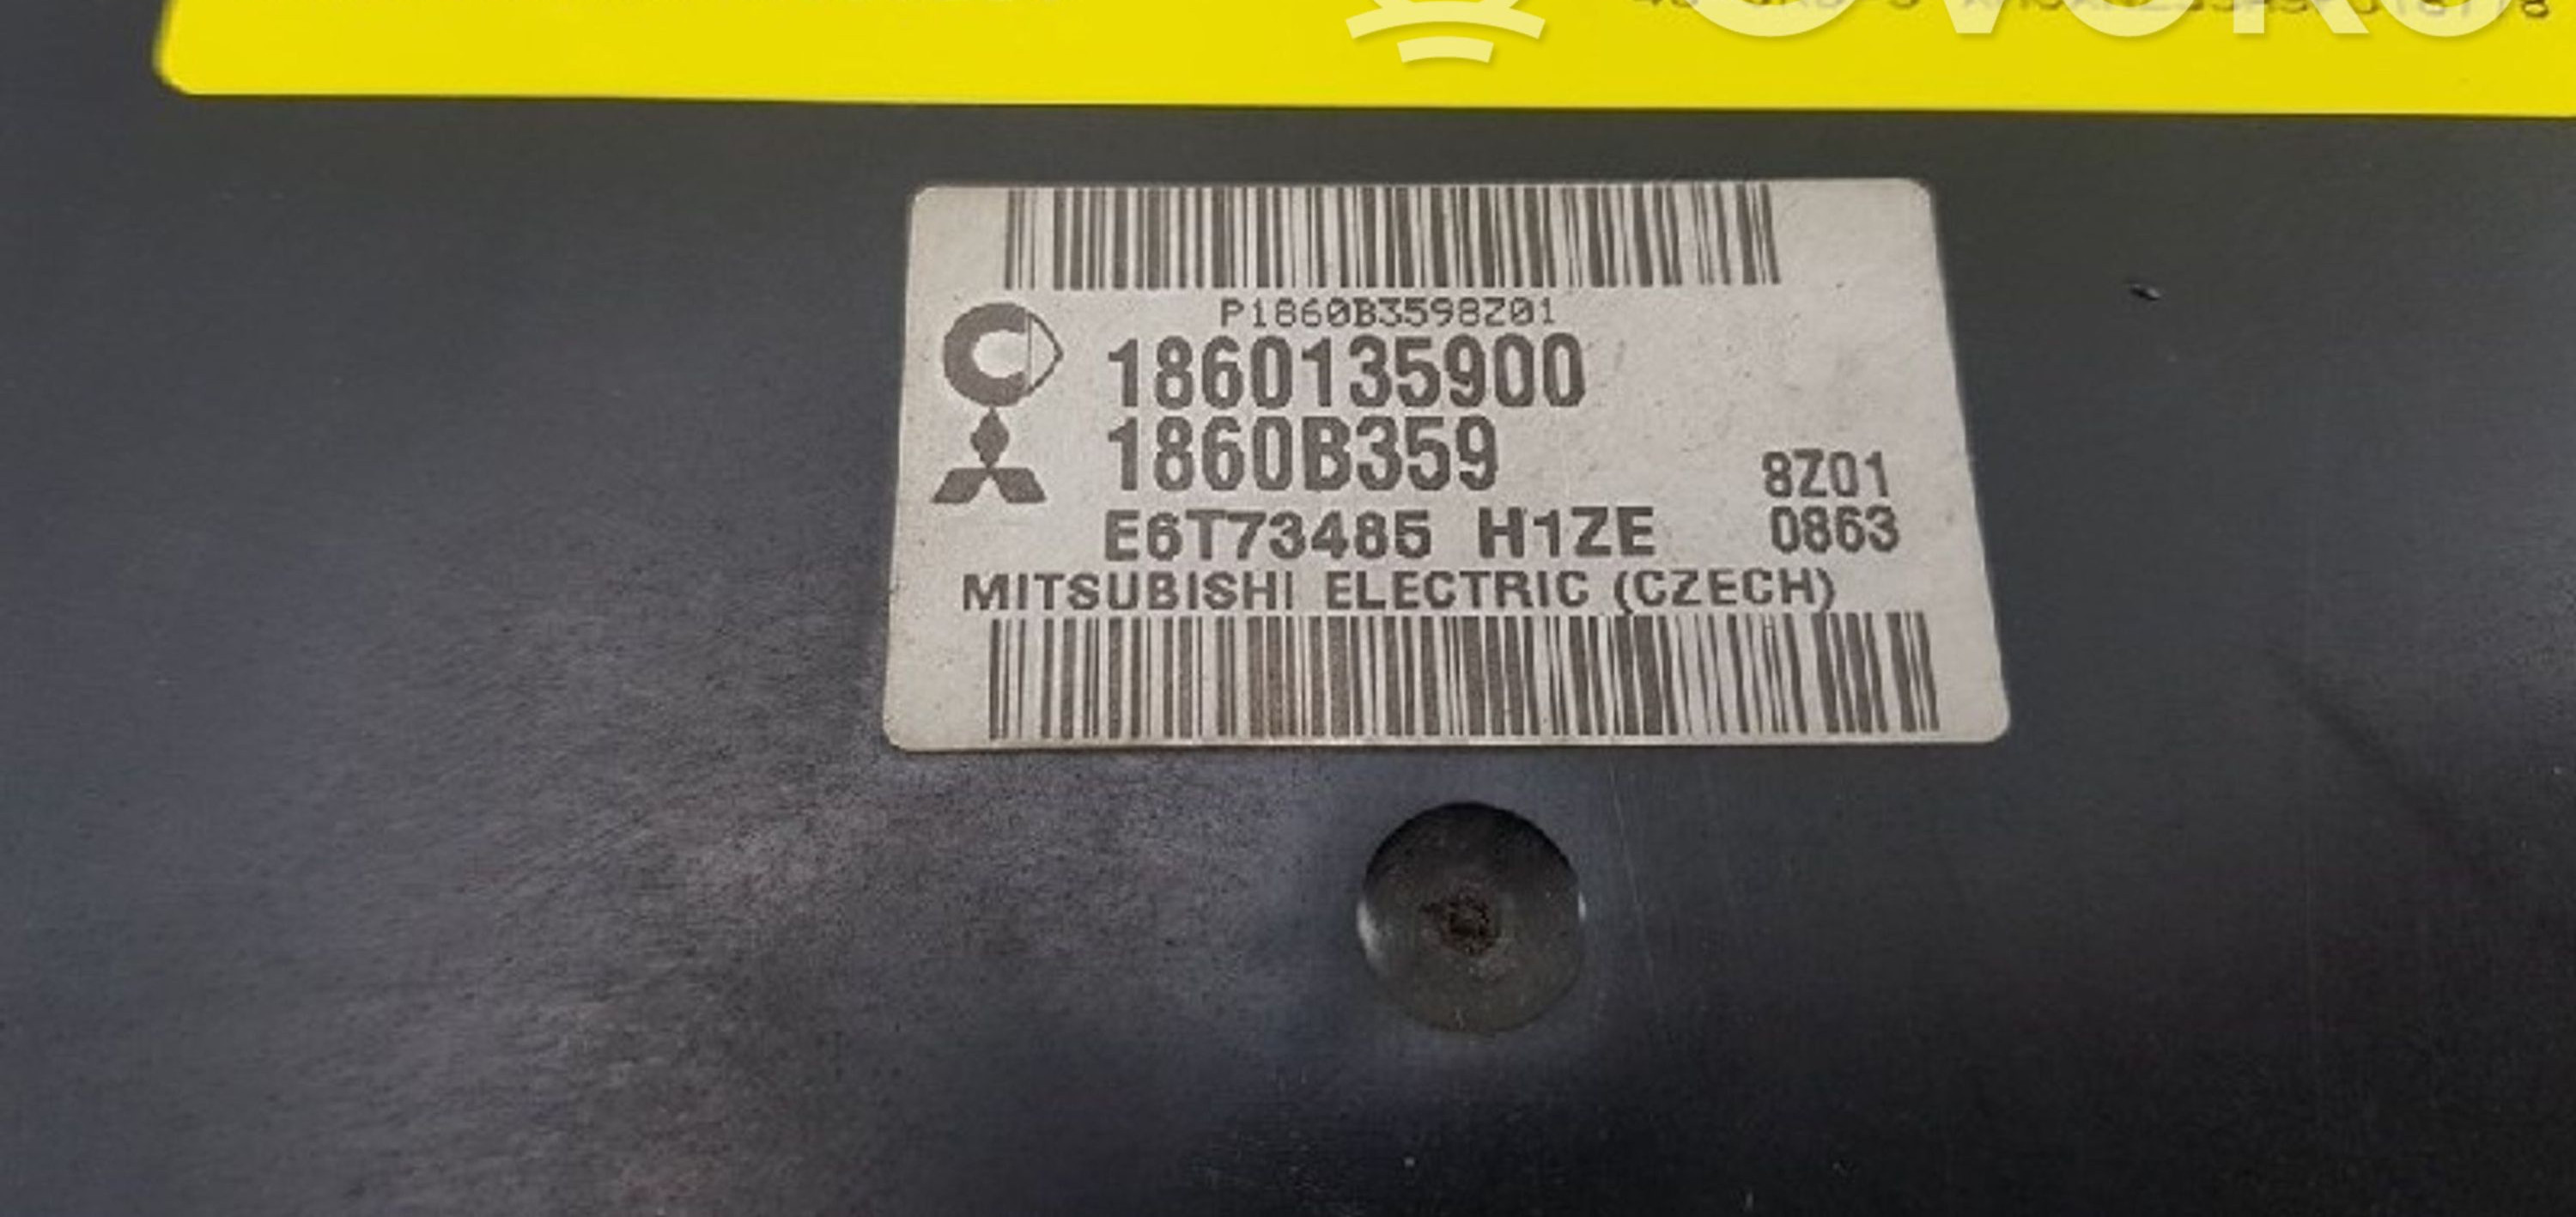 P1860B3598Z01
1860135900
1860B359
8Z01
E6T73485 H1ZE
0863
MITSUBISHI ELECTRIC (CZECH)